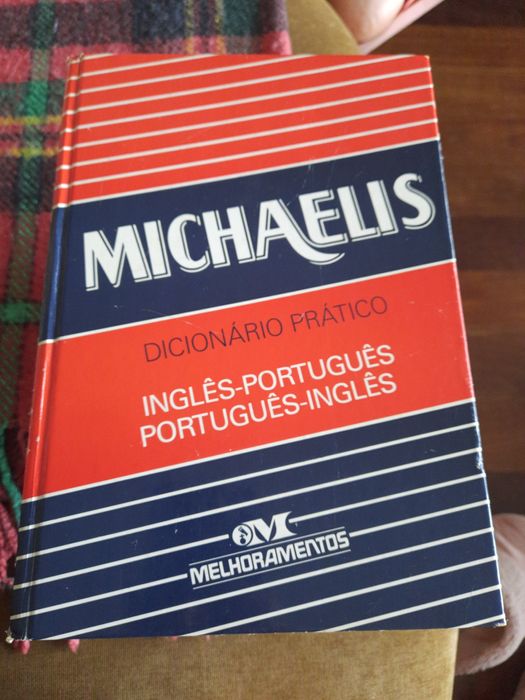 MICHAELIS
DICIONÁRIO PRÁTICO
INGLÊS-PORTUGUÊS
PORTUGUÊS-INGLÊS
MELHORAMENTOS